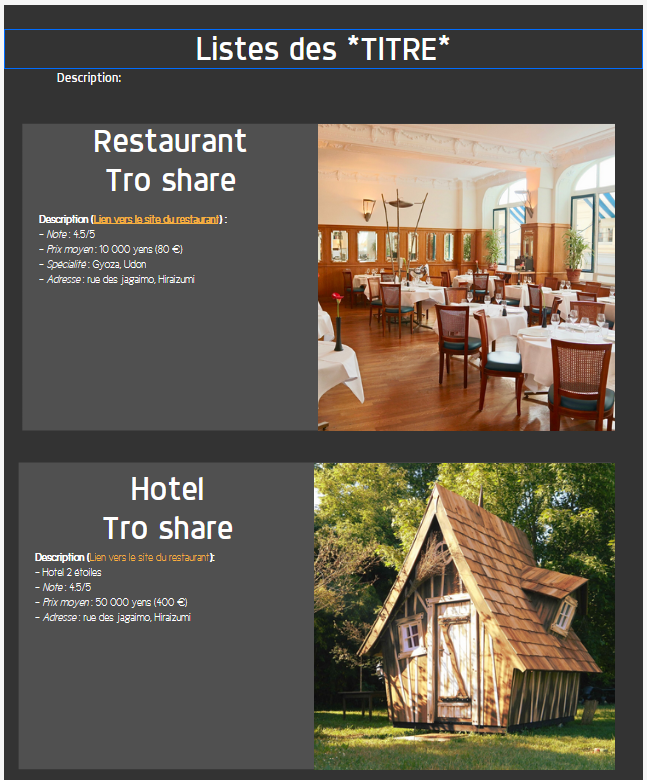 Listes des *TITRE*
Description:
Restaurant
Tro share
Description (Lien vers le site du restaurant) :
- Note : 4.5/5
- Prix moyen : 10 000 yens (80 €)
- Spécialité : Gyoza, Udon
- Adresse : rue des jagaimo, Hiraizumi
Hotel
Tro share
Description (Lien vers le site du restaurant):
- Hotel 2 étoiles
- Note : 4.5/5
- Prix moyen : 50 000 yens (400 €)
- Adresse : rue des jagaimo, Hiraizumi